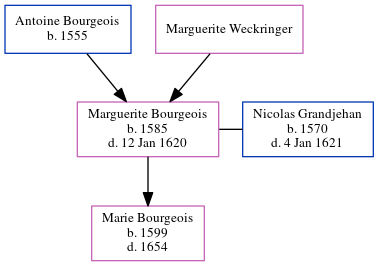 Antoine Bourgeois
b. 1555
Marguerite Weckringer
Marguerite Bourgeois
b. 1585
d. 12 Jan 1620
Nicolas Grandjehan
b. 1570
d. 4 Jan 1621
Marie Bourgeois
b. 1599
d. 1654